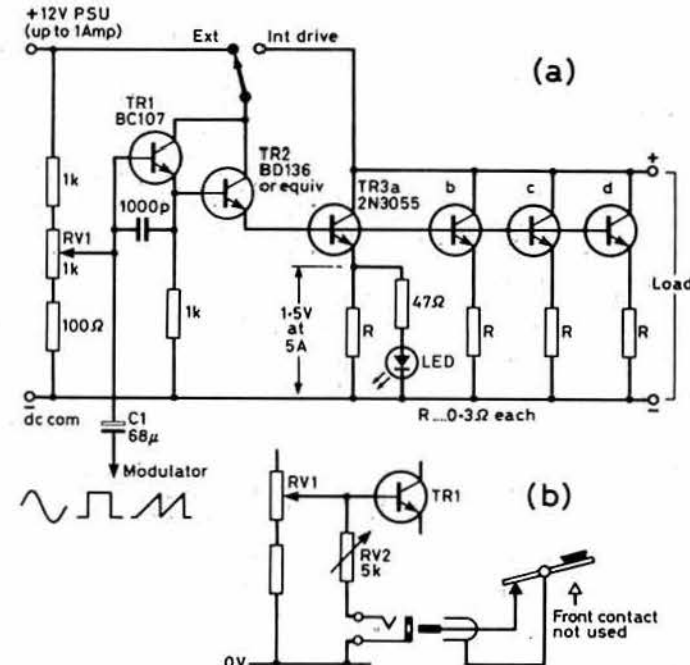 +12V PSU
(up to 1Amp)
Ext
Int drive
(a)
TR1
BC107
TR2
BD136
or equiv
TR3a
2N3055
b
c
d
+
1k
1000p
RV1
1k
100Ω
1k
1·5V
at
5A
R
47Ω
LED
R
R
R
Load
−
dc com
−
R....0·3Ω each
C1
68μ
Modulator
RV1
TR1
(b)
RV2
5k
Front contact
not used
0V